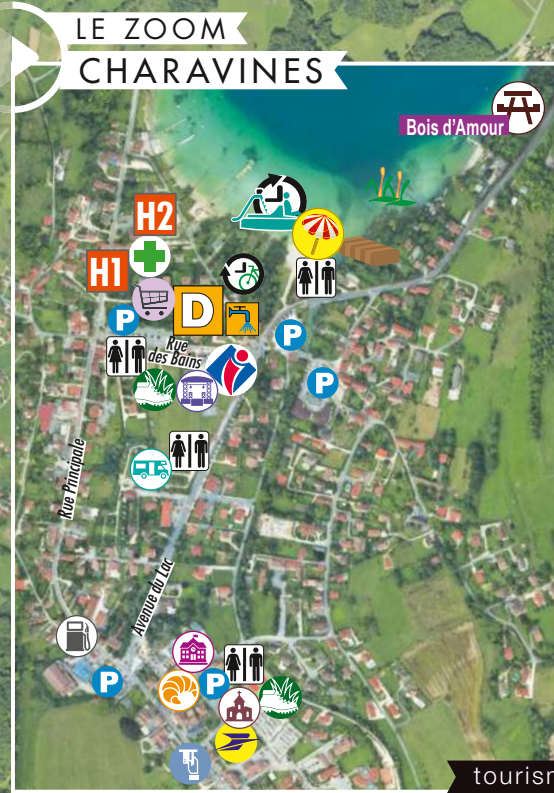 LE ZOOM
CHARAVINES
Bois d'Amour
H2
H1
D
P
Rue
des Bains
P
P
Rue Principale
Avenue du Lac
P
P
tourism